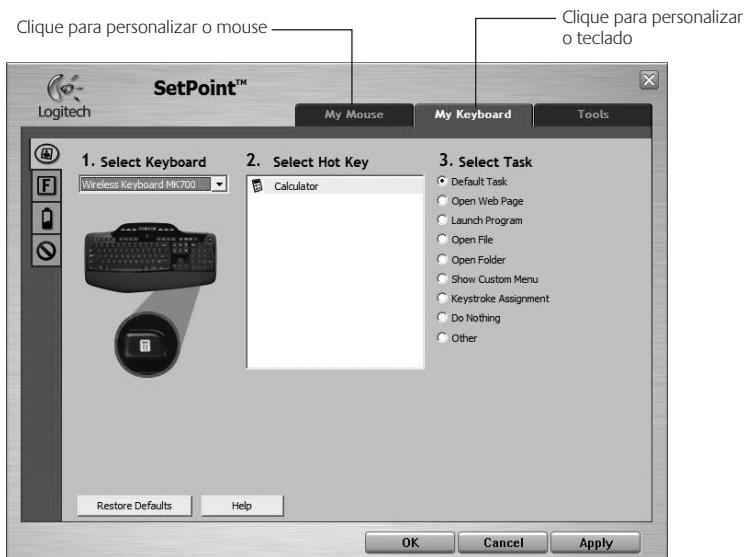 Clique para personalizar o mouse
Clique para personalizar
o teclado
Logitech
SetPoint™
My Mouse
My Keyboard
Tools
1. Select Keyboard
Wireless Keyboard MK700
2. Select Hot Key
Calculator
3. Select Task
Default Task
Open Web Page
Launch Program
Open File
Open Folder
Show Custom Menu
Keystroke Assignment
Do Nothing
Other
F
Restore Defaults
Help
OK
Cancel
Apply